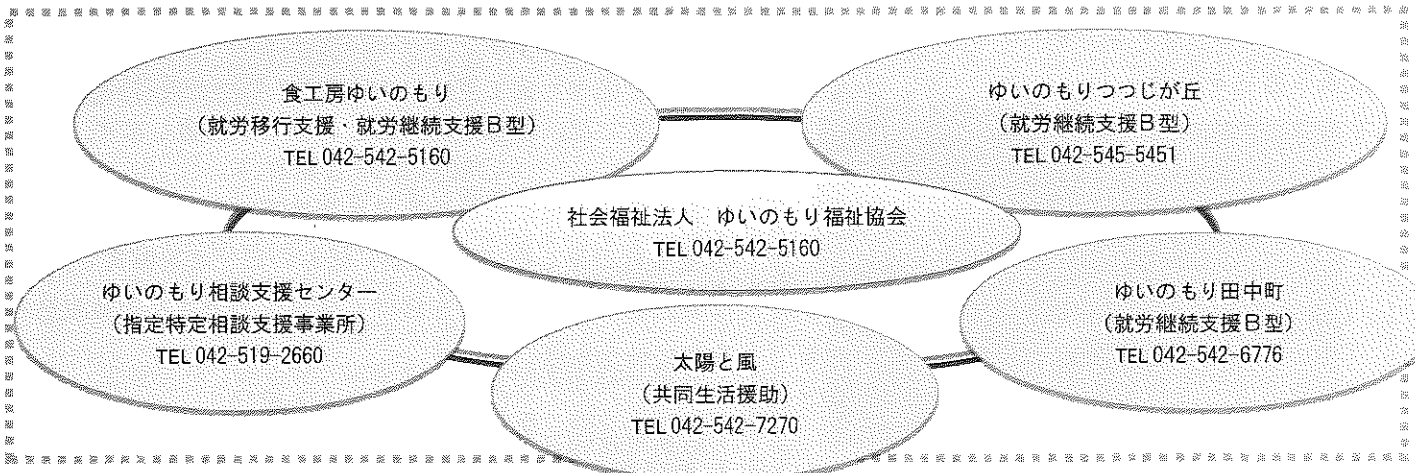 食工房ゆいのもり
（就労移行支援・就労継続支援Ｂ型）
TEL 042-542-5160
ゆいのもりつつじが丘
（就労継続支援Ｂ型）
TEL 042-545-5451
社会福祉法人　ゆいのもり福祉協会
TEL 042-542-5160
ゆいのもり相談支援センター
（指定特定相談支援事業所）
TEL 042-519-2660
ゆいのもり田中町
（就労継続支援Ｂ型）
TEL 042-542-6776
太陽と風
（共同生活援助）
TEL 042-542-7270